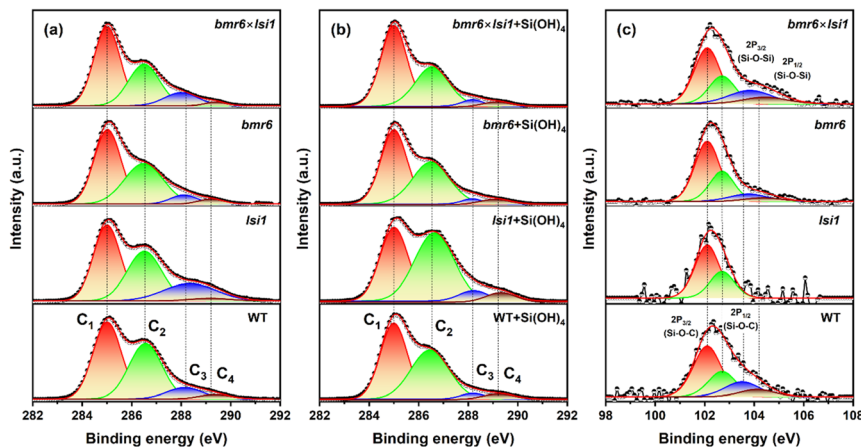 (a)
bmr6×lsi1
bmr6
lsi1
WT
C₁
C₂
C₃
C₄
Intensity (a.u.)
282 284 286 288 290 292
Binding energy (eV)
(b)
bmr6×lsi1+Si(OH)₄
bmr6+Si(OH)₄
lsi1+Si(OH)₄
WT+Si(OH)₄
C₁
C₂
C₃
C₄
Intensity (a.u.)
282 284 286 288 290 292
Binding energy (eV)
(c)
bmr6×lsi1
2P₃/₂
(Si-O-Si)
2P₁/₂
(Si-O-Si)
bmr6
lsi1
WT
2P₃/₂
(Si-O-C)
2P₁/₂
(Si-O-C)
Intensity (a.u.)
98 100 102 104 106 108
Binding energy (eV)